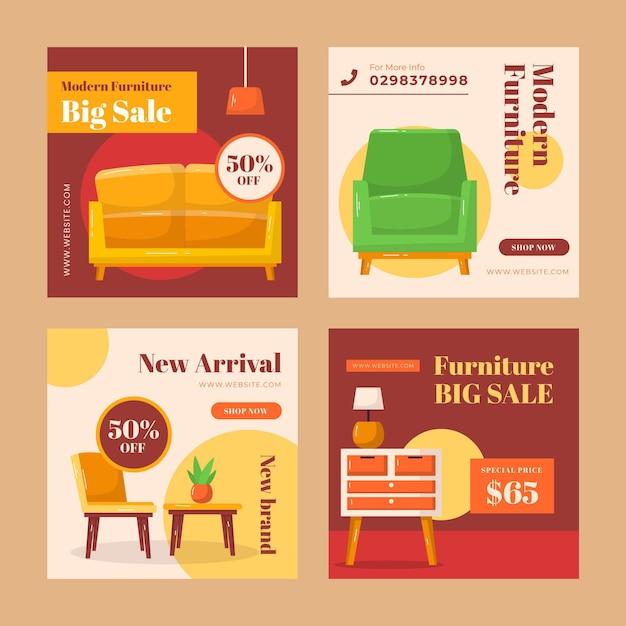 Modern Furniture
Big Sale
50%
OFF
WWW.WEBSITE.COM
For More Info
0298378998
Modern
Furniture
SHOP NOW
WWW.WEBSITE.COM
New Arrival
WWW.WEBSITE.COM
SHOP NOW
50%
OFF
New brand
WWW.WEBSITE.COM
Furniture
BIG SALE
SPECIAL PRICE
$65